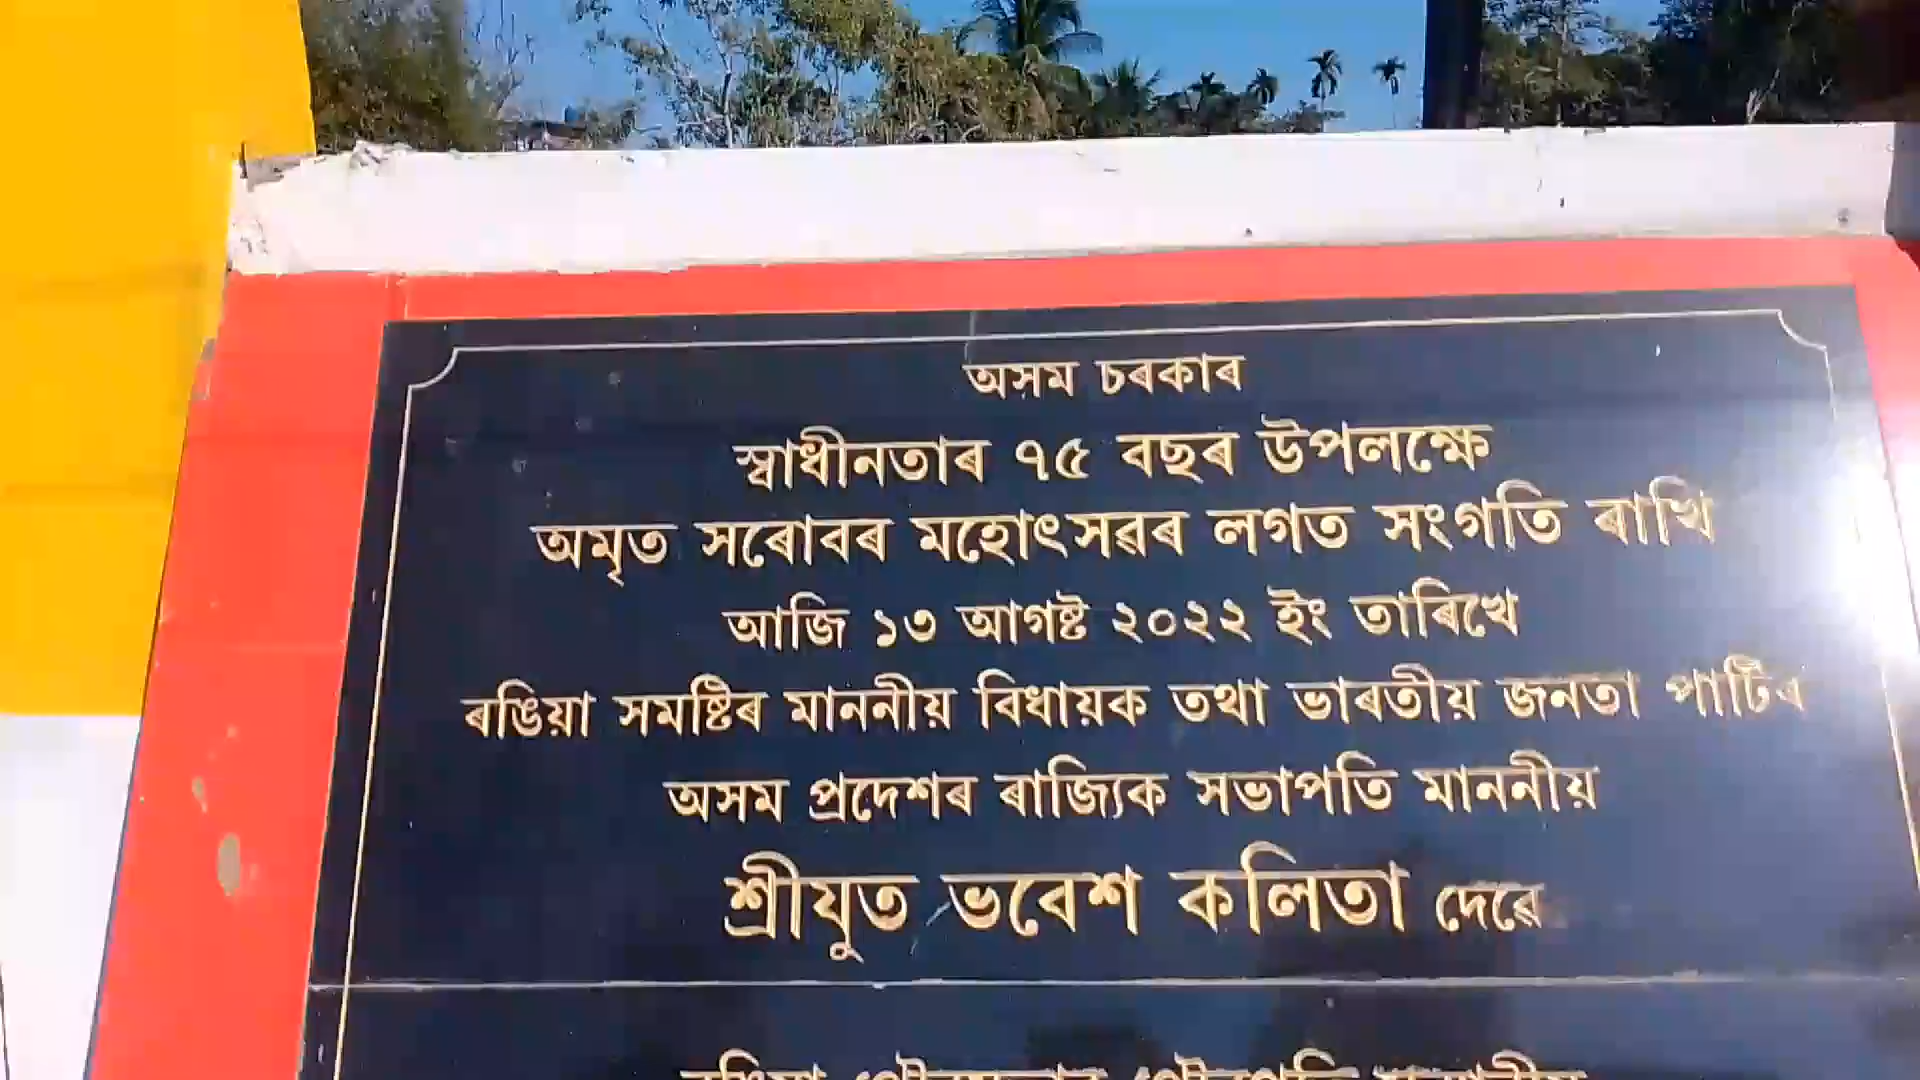 অসম চৰকাৰ
স্বাধীনতাৰ ৭৫ বছৰ উপলক্ষে
অমৃত সৰোবৰ মহোৎসৱৰ লগত সংগতি ৰাখি
আজি ১৩ আগষ্ট ২০২২ ইং তাৰিখে
ৰঙিয়া সমষ্টিৰ মাননীয় বিধায়ক তথা ভাৰতীয় জনতা পাৰ্টিৰ
অসম প্ৰদেশৰ ৰাজ্যিক সভাপতি মাননীয়
শ্ৰীযুত ভবেশ কলিতা দেৱে